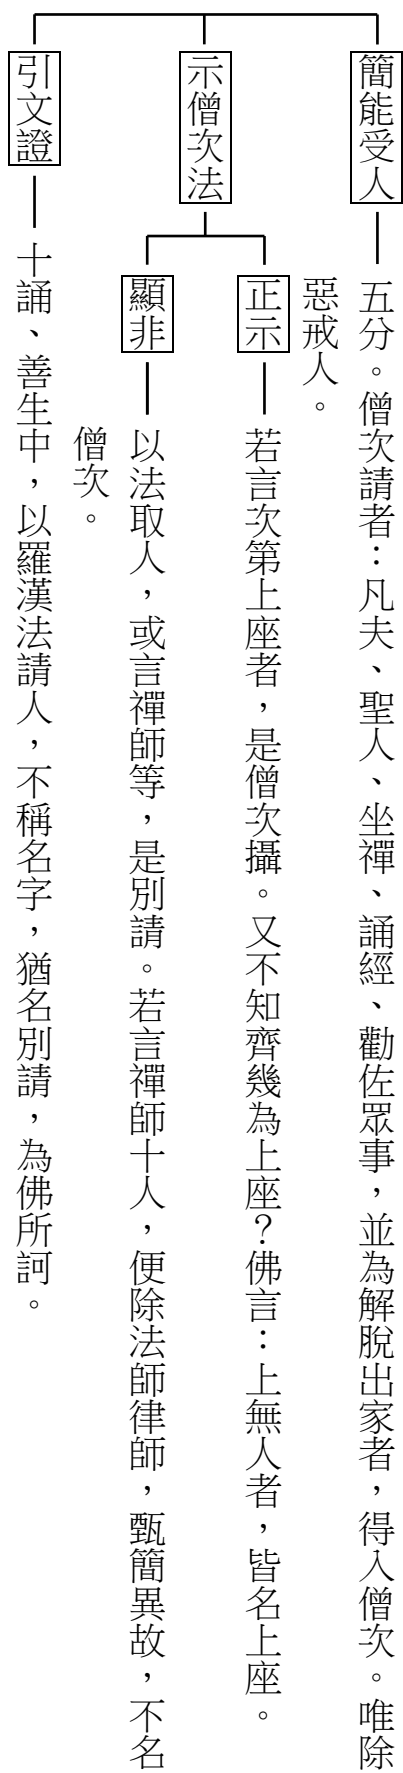 簡能受人
五分。僧次請者：凡夫、聖人、坐禪、誦經、勸佐眾事，並為解脫出家者，得入僧次。唯除
惡戒人。
示僧次法
正示
若言次第上座者，是僧次攝。又不知齊幾為上座？佛言：上無人者，皆名上座。
顯非
以法取人，或言禪師等，是別請。若言禪師十人，便除法師律師，甄簡異故，不名
僧次。
引文證
十誦、善生中，以羅漢法請人，不稱名字，猶名別請，為佛所訶。